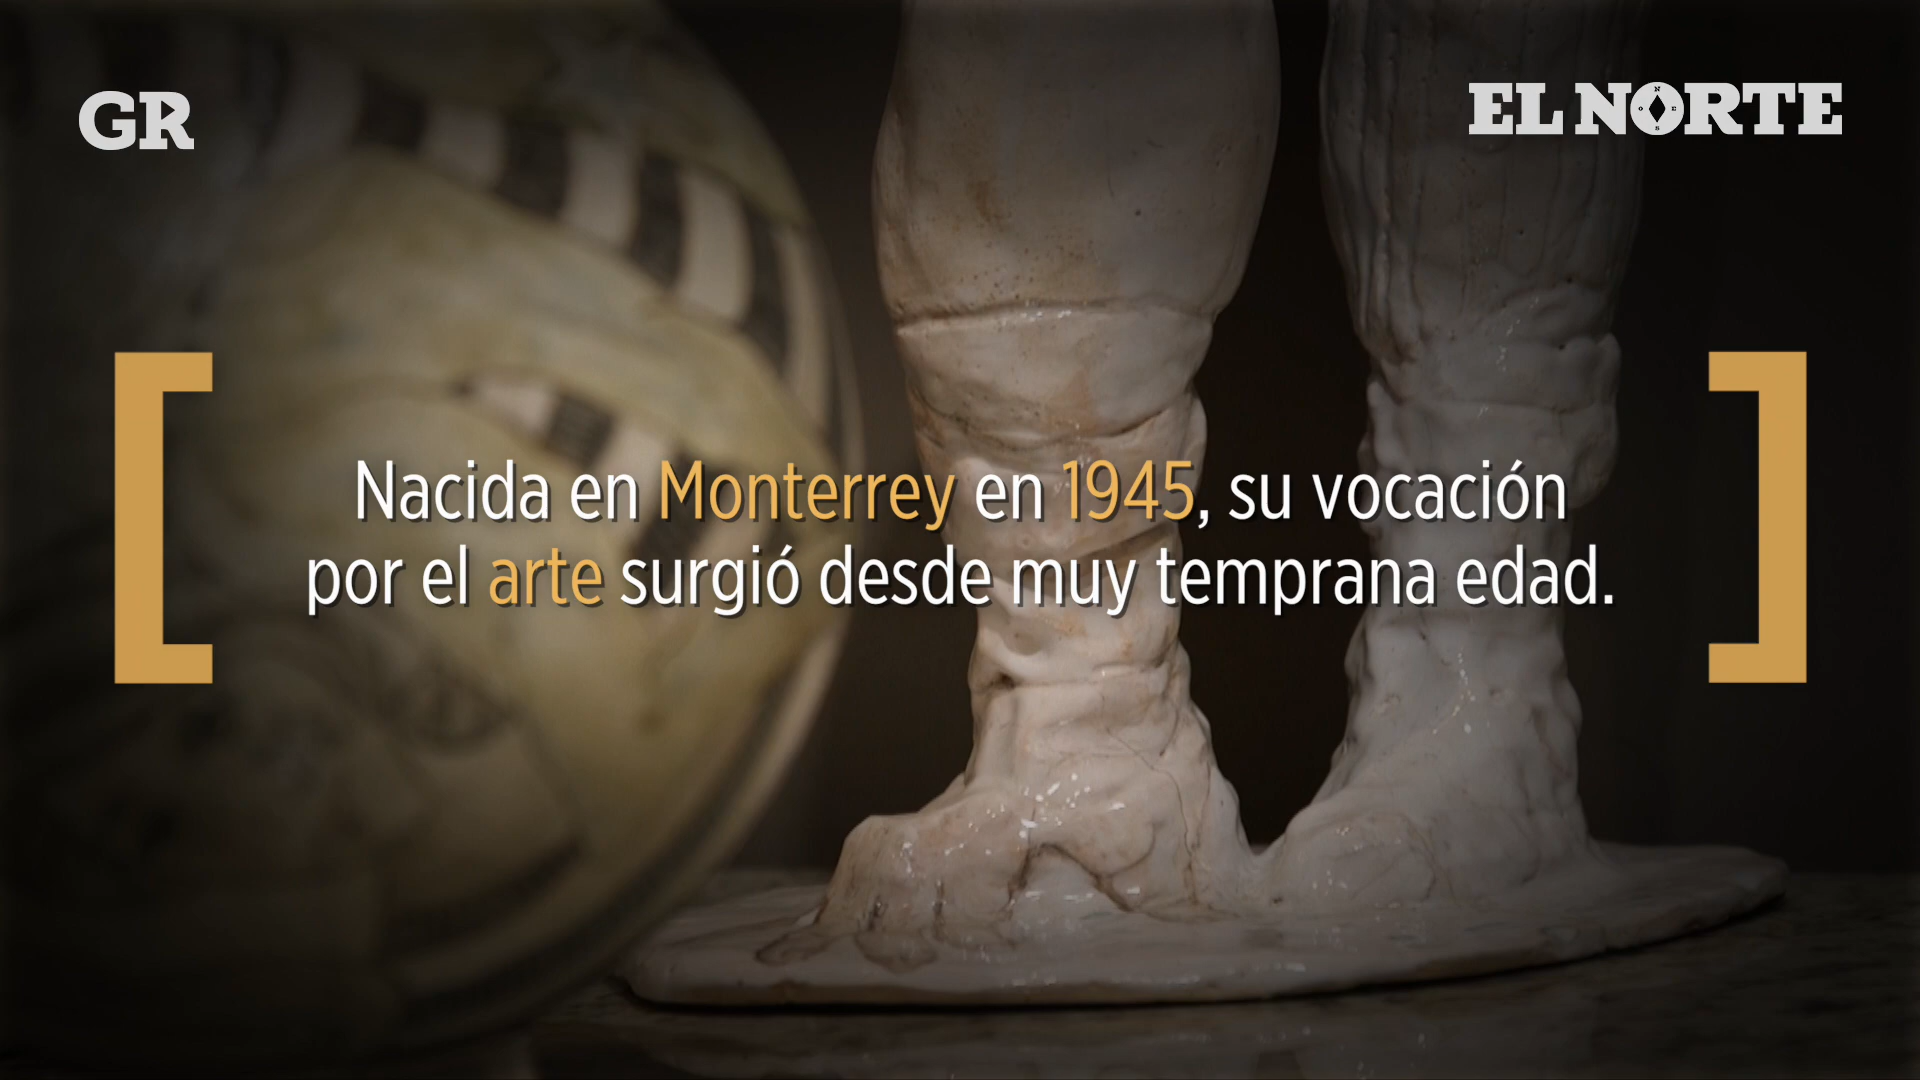 GR
EL NORTE
Nacida en Monterrey en 1945, su vocación
por el arte surgió desde muy temprana edad.